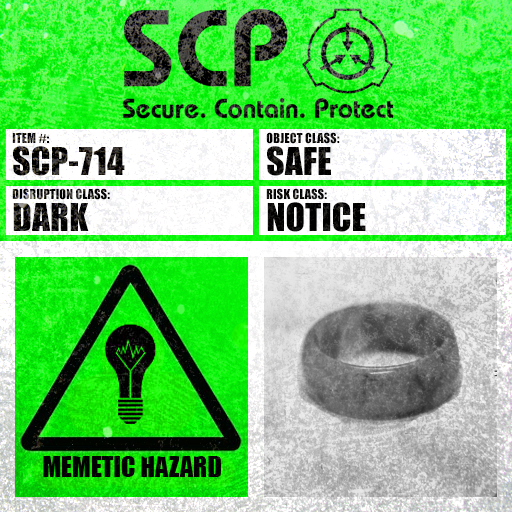 SCP
Secure. Contain. Protect
ITEM #:
SCP-714
OBJECT CLASS:
SAFE
DISRUPTION CLASS:
DARK
RISK CLASS:
NOTICE
MEMETIC HAZARD